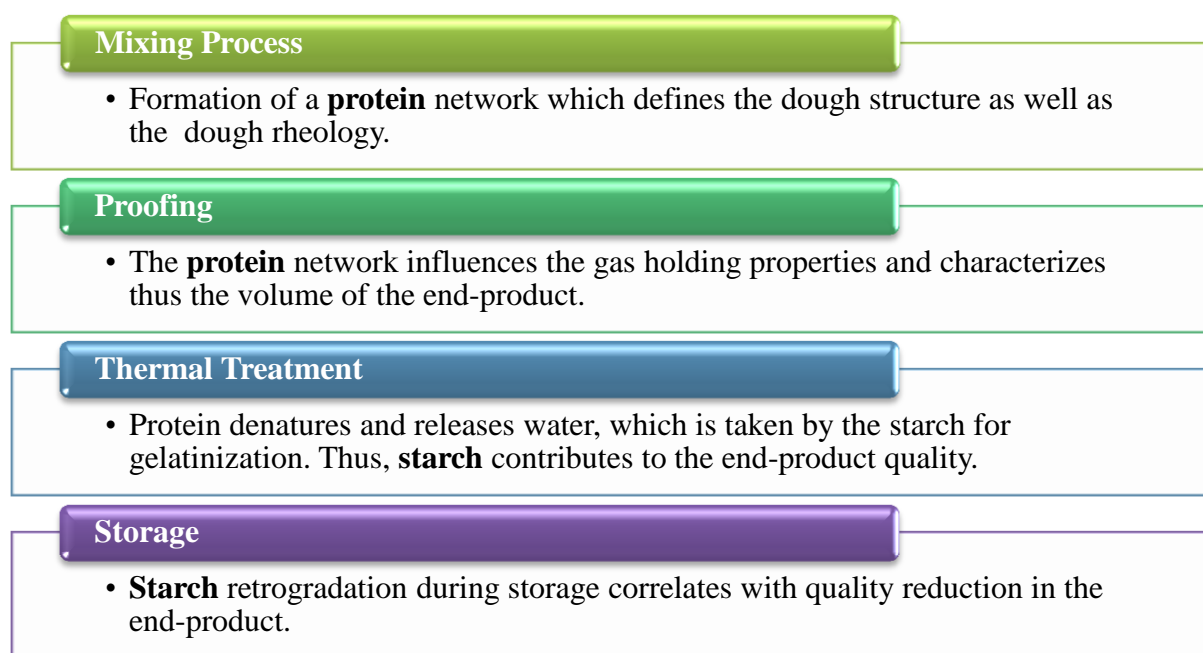 Mixing Process
• Formation of a protein network which defines the dough structure as well as
the dough rheology.
Proofing
• The protein network influences the gas holding properties and characterizes
thus the volume of the end-product.
Thermal Treatment
• Protein denatures and releases water, which is taken by the starch for
gelatinization. Thus, starch contributes to the end-product quality.
Storage
• Starch retrogradation during storage correlates with quality reduction in the
end-product.